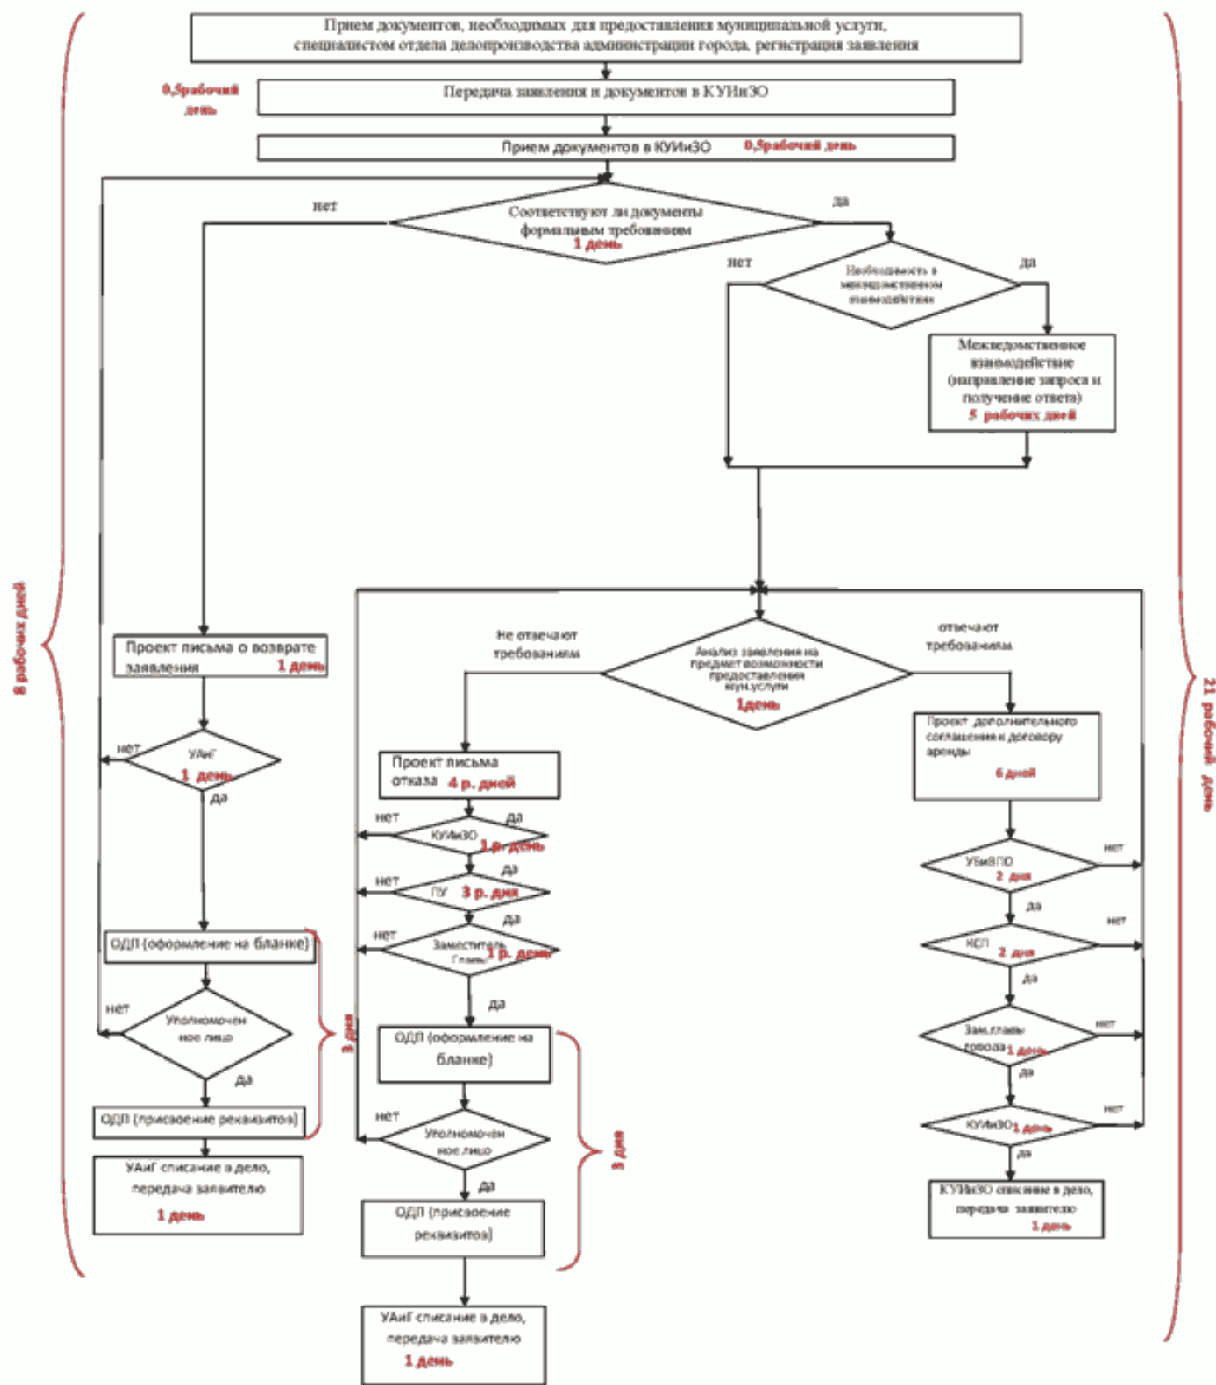 Прием документов, необходимых для предоставления муниципальной услуги,
специалистом отдела делопроизводства администрации города, регистрация заявления
0,5рабочий
день
Передача заявления и документов в КУИиЗО
Прием документов в КУИиЗО 0,5рабочий день
нет
Соответствуют ли документы
формальным требованиям
1 день
да
нет
Необходимость в
межведомственном
взаимодействии
да
Межведомственное
взаимодействие
(направление запроса и
получение ответа)
5 рабочих дней
8 рабочих дней
21 рабочий день
Проект письма о возврате
заявления 1 день
нет
УАиГ
1 день
да
ОДП (оформление на бланке)
нет
Уполномочен
ное лицо
да
3 дня
ОДП (присвоение реквизитов)
УАиГ списание в дело,
передача заявителю
1 день
Не отвечают
требованиям
Анализ заявления на
предмет возможности
предоставления
мун.услуги
1день
отвечают
требованиям
Проект письма
отказа 4 р. дней
нет
да
КУИиЗО
1 р. день
нет
да
ПУ 3 р. дня
нет
да
Заместитель
Главы 1 р. день
да
ОДП (оформление на
бланке)
нет
Уполномочен
ное лицо
да
3 дня
ОДП (присвоение
реквизитов)
УАиГ списание в дело,
передача заявителю
1 день
Проект дополнительного
соглашения к договору
аренды
6 дней
нет
УБиВПО
2 дня
да
нет
КСП
2 дня
да
нет
Зам.главы
города 1 день
да
нет
КУИиЗО 1 день
да
КУИиЗО списание в дело,
передача заявителю
1 день